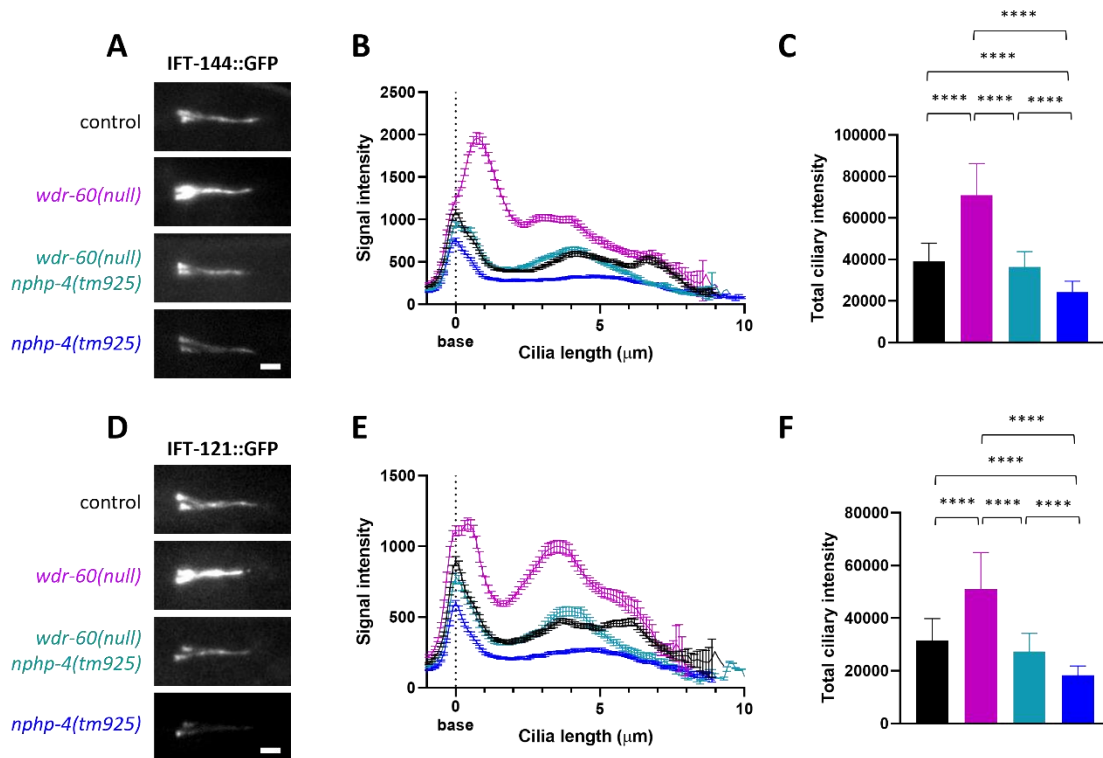 A
IFT-144::GFP
control
wdr-60(null)
wdr-60(null)
nphp-4(tm925)
nphp-4(tm925)
B
Signal intensity
2500
2000
1500
1000
500
0
0
5
10
base
Cilia length (μm)
C
****
****
**** **** ****
Total ciliary intensity
100000
80000
60000
40000
20000
0
D
IFT-121::GFP
control
wdr-60(null)
wdr-60(null)
nphp-4(tm925)
nphp-4(tm925)
E
Signal intensity
1500
1000
500
0
0
5
10
base
Cilia length (μm)
F
****
****
**** **** ****
Total ciliary intensity
80000
60000
40000
20000
0